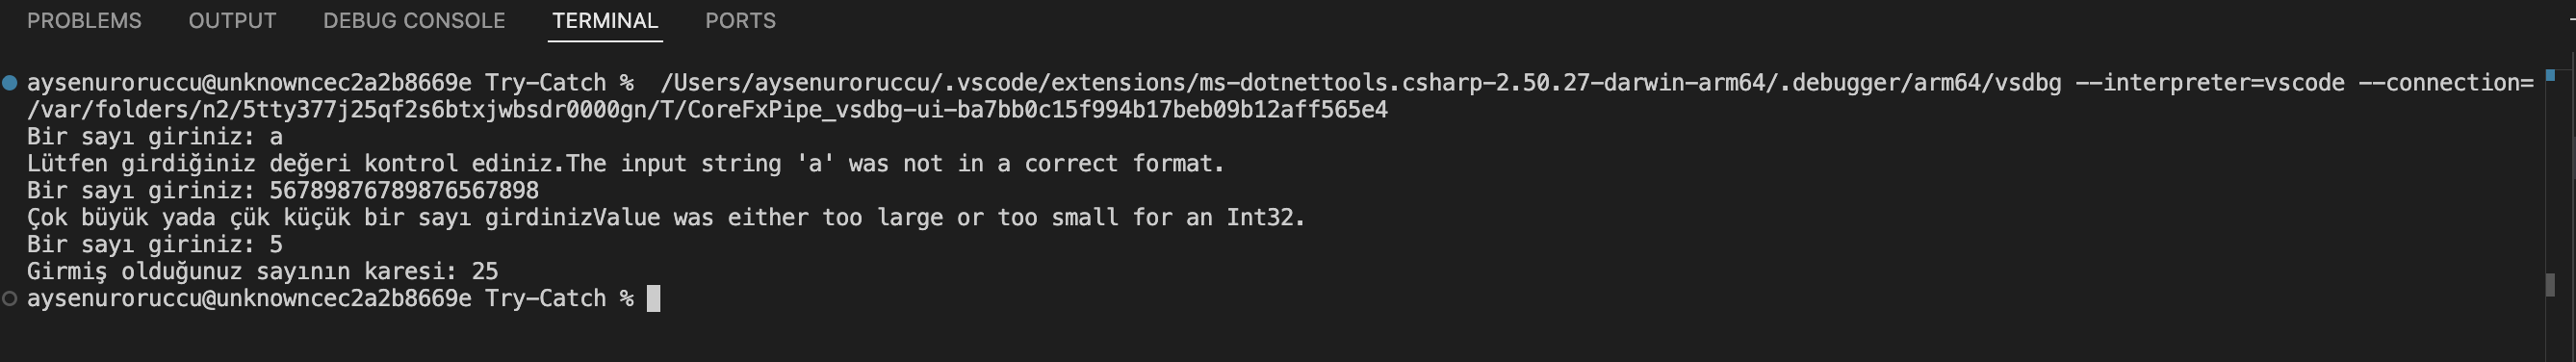 PROBLEMS OUTPUT DEBUG CONSOLE TERMINAL PORTS
aysenuroruccu@unknowncec2a2b8669e Try-Catch %  /Users/aysenuroruccu/.vscode/extensions/ms-dotnettools.csharp-2.50.27-darwin-arm64/.debugger/arm64/vsdbg --interpreter=vscode --connection=
/var/folders/n2/5tty377j25qf2s6btxjwbsdr0000gn/T/CoreFxPipe_vsdbg-ui-ba7bb0c15f994b17beb09b12aff565e4
Bir sayı giriniz: a
Lütfen girdiğiniz değeri kontrol ediniz.The input string 'a' was not in a correct format.
Bir sayı giriniz: 56789876789876567898
Çok büyük yada çük küçük bir sayı girdinizValue was either too large or too small for an Int32.
Bir sayı giriniz: 5
Girmiş olduğunuz sayının karesi: 25
aysenuroruccu@unknowncec2a2b8669e Try-Catch %